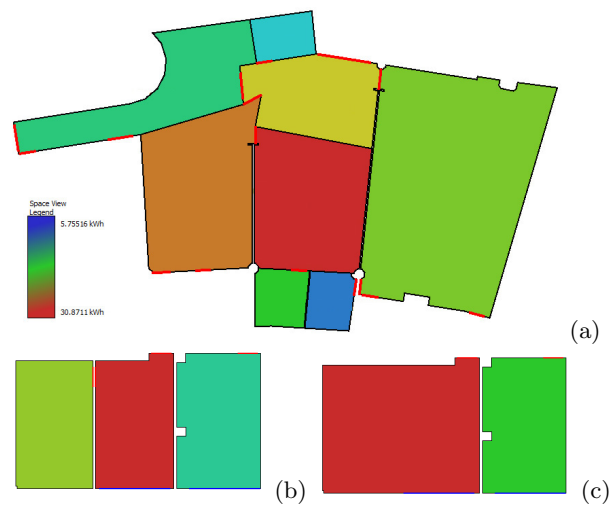 Space View
Legend
5.75516 kWh
30.8711 kWh
(a)
(b)
(c)